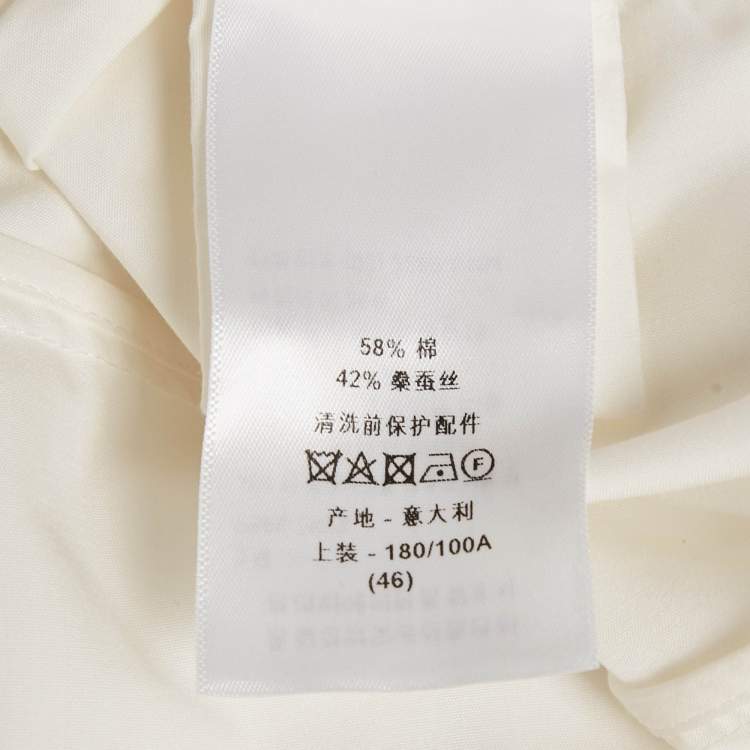 58% 棉
42% 桑蚕丝
清洗前保护配件
F
产地 - 意大利
上装 - 180/100A
(46)